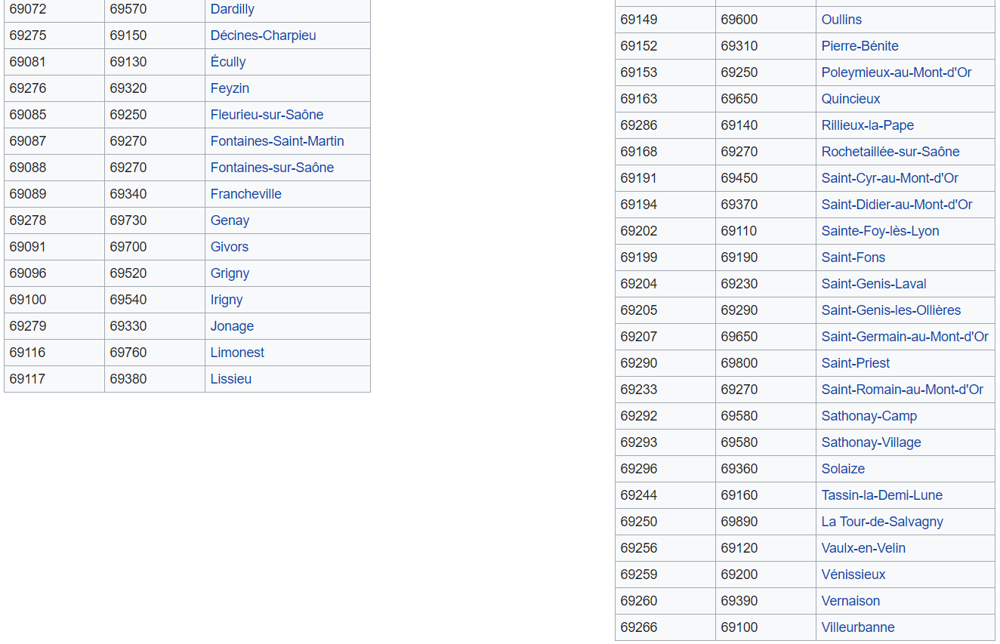 69072 69570 Dardilly
69275 69150 Décines-Charpieu
69081 69130 Écully
69276 69320 Feyzin
69085 69250 Fleurieu-sur-Saône
69087 69270 Fontaines-Saint-Martin
69088 69270 Fontaines-sur-Saône
69089 69340 Francheville
69278 69730 Genay
69091 69700 Givors
69096 69520 Grigny
69100 69540 Irigny
69279 69330 Jonage
69116 69760 Limonest
69117 69380 Lissieu
69149 69600 Oullins
69152 69310 Pierre-Bénite
69153 69250 Poleymieux-au-Mont-d'Or
69163 69650 Quincieux
69286 69140 Rillieux-la-Pape
69168 69270 Rochetaillée-sur-Saône
69191 69450 Saint-Cyr-au-Mont-d'Or
69194 69370 Saint-Didier-au-Mont-d'Or
69202 69110 Sainte-Foy-lès-Lyon
69199 69190 Saint-Fons
69204 69230 Saint-Genis-Laval
69205 69290 Saint-Genis-les-Ollières
69207 69650 Saint-Germain-au-Mont-d'Or
69290 69800 Saint-Priest
69233 69270 Saint-Romain-au-Mont-d'Or
69292 69580 Sathonay-Camp
69293 69580 Sathonay-Village
69296 69360 Solaize
69244 69160 Tassin-la-Demi-Lune
69250 69890 La Tour-de-Salvagny
69256 69120 Vaulx-en-Velin
69259 69200 Vénissieux
69260 69390 Vernaison
69266 69100 Villeurbanne